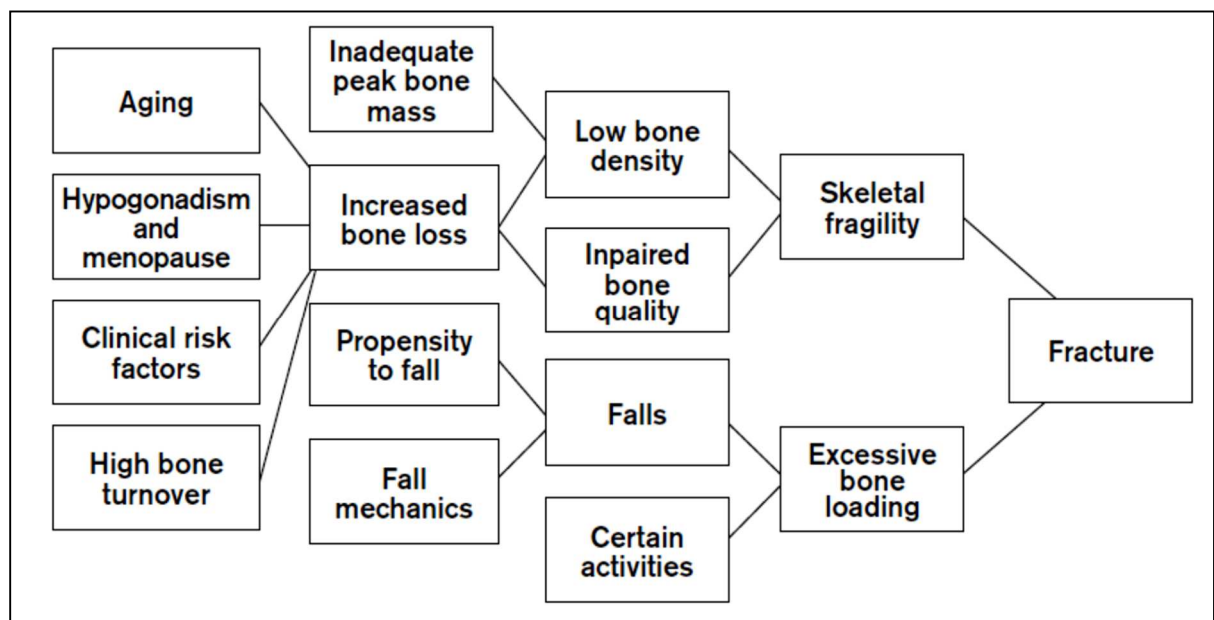 Aging
Hypogonadism
and
menopause
Clinical risk
factors
High bone
turnover
Inadequate
peak bone
mass
Increased
bone loss
Propensity
to fall
Fall
mechanics
Low bone
density
Inpaired
bone
quality
Falls
Certain
activities
Skeletal
fragility
Excessive
bone
loading
Fracture